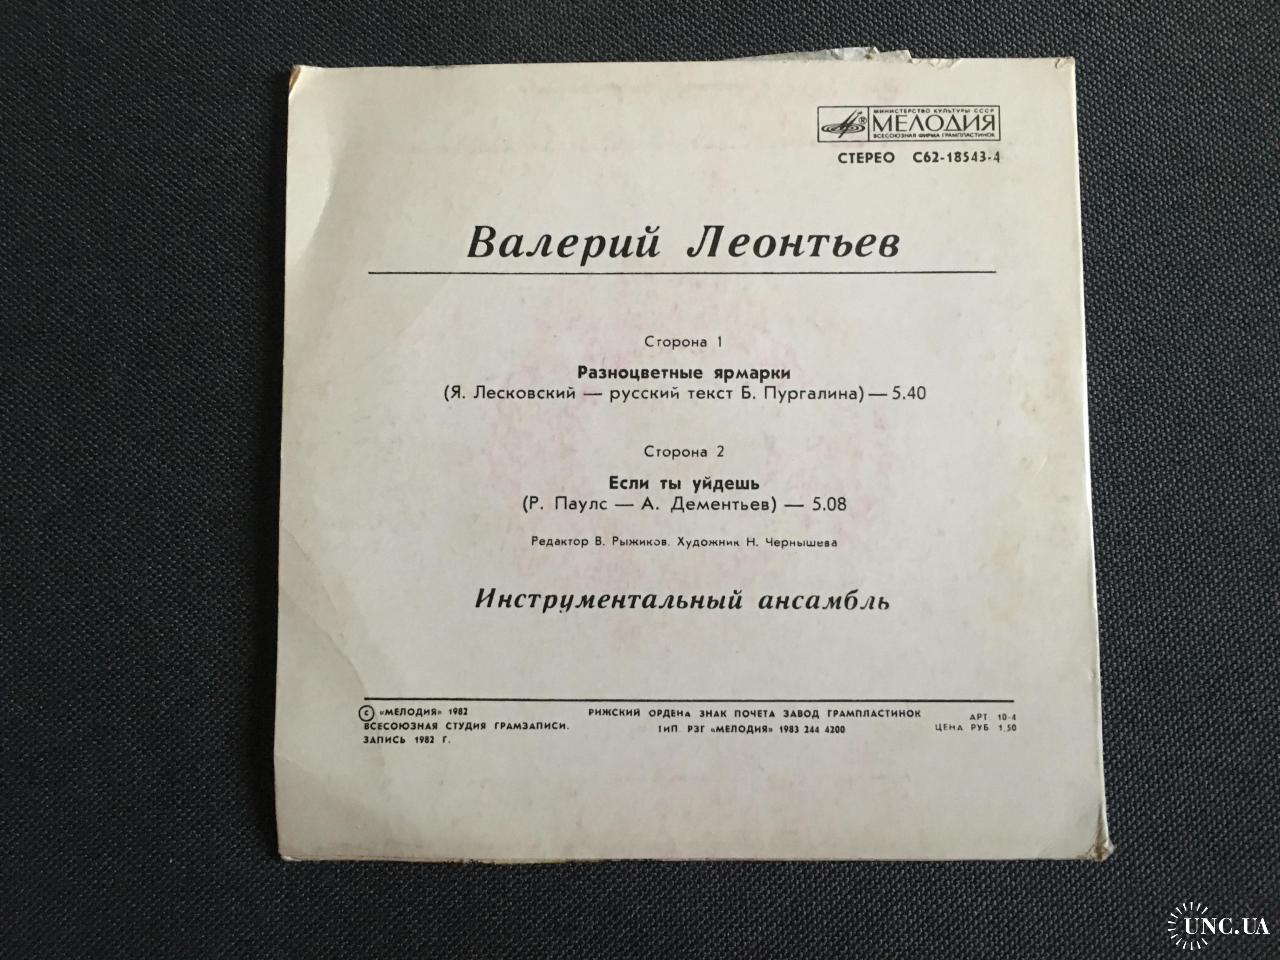 МИНИСТЕРСТВО КУЛЬТУРЫ СССР
МЕЛОДИЯ
ВСЕСОЮЗНАЯ ФИРМА ГРАМПЛАСТИНОК
СТЕРЕО С62-18543-4
Валерий Леонтьев
Сторона 1
Разноцветные ярмарки
(Я. Лесковский — русский текст Б. Пургалина) — 5.40
Сторона 2
Если ты уйдешь
(Р. Паулс — А. Дементьев) — 5.08
Редактор В. Рыжиков. Художник Н. Чернышева
Инструментальный ансамбль
© «МЕЛОДИЯ» 1982
ВСЕСОЮЗНАЯ СТУДИЯ ГРАМЗАПИСИ.
ЗАПИСЬ 1982 Г.
РИЖСКИЙ ОРДЕНА ЗНАК ПОЧЕТА ЗАВОД ГРАМПЛАСТИНОК
ТИП. РЗГ «МЕЛОДИЯ» 1983 244 4200
АРТ 10-4
ЦЕНА РУБ 1.50
UNC.UA